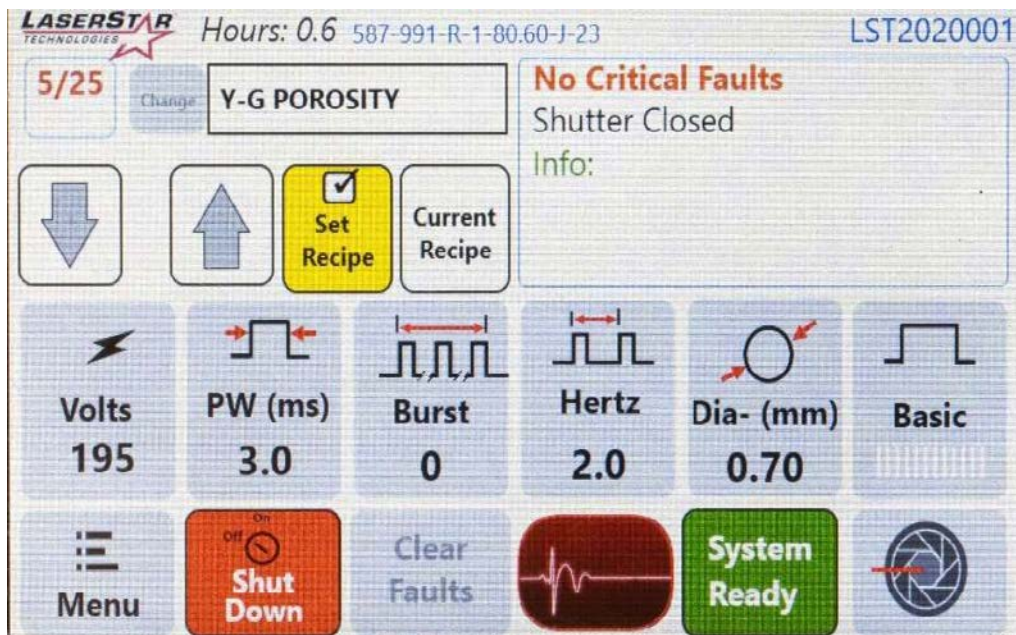 LASERSTAR
TECHNOLOGIES
Hours: 0.6 587-991-R-1-80.60-J-23
LST2020001
5/25
Change
Y-G POROSITY
No Critical Faults
Shutter Closed
Info:
Set
Recipe
Current
Recipe
Volts
195
PW (ms)
3.0
Burst
0
Hertz
2.0
Dia- (mm)
0.70
Basic
Menu
On
Off
Shut
Down
Clear
Faults
System
Ready